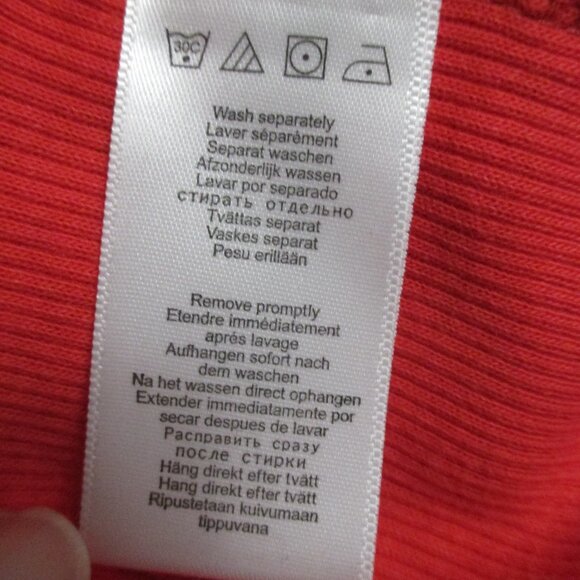 30C
Wash separately
Laver séparément
Separat waschen
Afzonderlijk wassen
Lavar por separado
стирать отдельно
Tvättas separat
Vaskes separat
Pesu erillään
Remove promptly
Etendre immédiatement
aprés lavage
Aufhangen sofort nach
dem waschen
Na het wassen direct ophangen
Extender immediatamente por
secar despues de lavar
Расправить сразу
после стирки
Häng direkt efter tvätt
Hang direkt efter tvätt
Ripustetaan kuivumaan
tippuvana